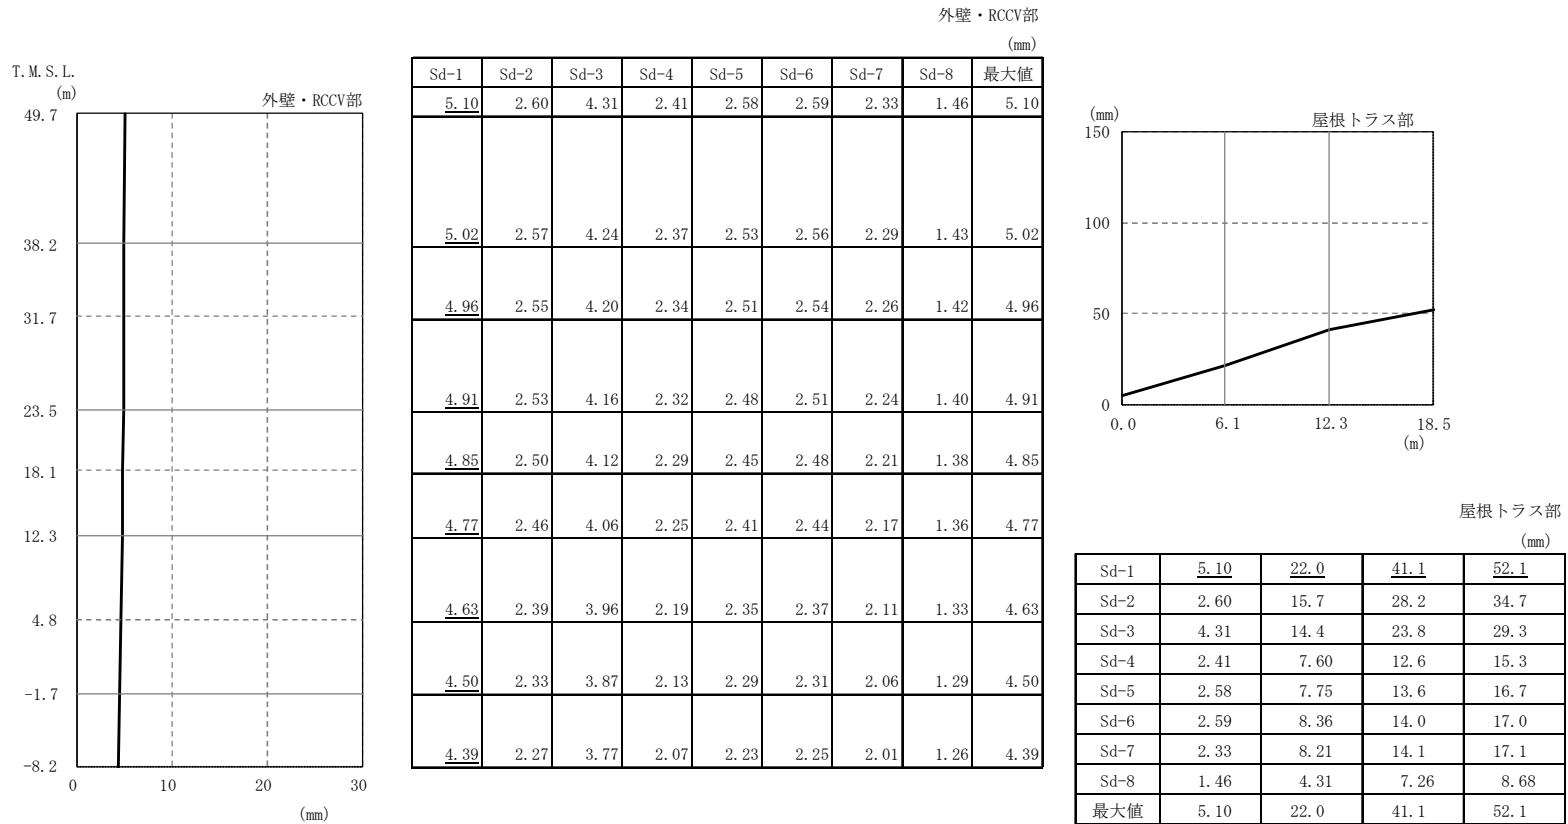 T.M.S.L.
(m)
外壁・RCCV部
49.7
38.2
31.7
23.5
18.1
12.3
4.8
-1.7
-8.2
0 10 20 30
(mm)
外壁・RCCV部
(mm)
Sd-1 Sd-2 Sd-3 Sd-4 Sd-5 Sd-6 Sd-7 Sd-8 最大値
5.10 2.60 4.31 2.41 2.58 2.59 2.33 1.46 5.10
5.02 2.57 4.24 2.37 2.53 2.56 2.29 1.43 5.02
4.96 2.55 4.20 2.34 2.51 2.54 2.26 1.42 4.96
4.91 2.53 4.16 2.32 2.48 2.51 2.24 1.40 4.91
4.85 2.50 4.12 2.29 2.45 2.48 2.21 1.38 4.85
4.77 2.46 4.06 2.25 2.41 2.44 2.17 1.36 4.77
4.63 2.39 3.96 2.19 2.35 2.37 2.11 1.33 4.63
4.50 2.33 3.87 2.13 2.29 2.31 2.06 1.29 4.50
4.39 2.27 3.77 2.07 2.23 2.25 2.01 1.26 4.39
(mm)
屋根トラス部
150
100
50
0
0.0 6.1 12.3 18.5
(m)
屋根トラス部
(mm)
Sd-1 5.10 22.0 41.1 52.1
Sd-2 2.60 15.7 28.2 34.7
Sd-3 4.31 14.4 23.8 29.3
Sd-4 2.41 7.60 12.6 15.3
Sd-5 2.58 7.75 13.6 16.7
Sd-6 2.59 8.36 14.0 17.0
Sd-7 2.33 8.21 14.1 17.1
Sd-8 1.46 4.31 7.26 8.68
最大値 5.10 22.0 41.1 52.1